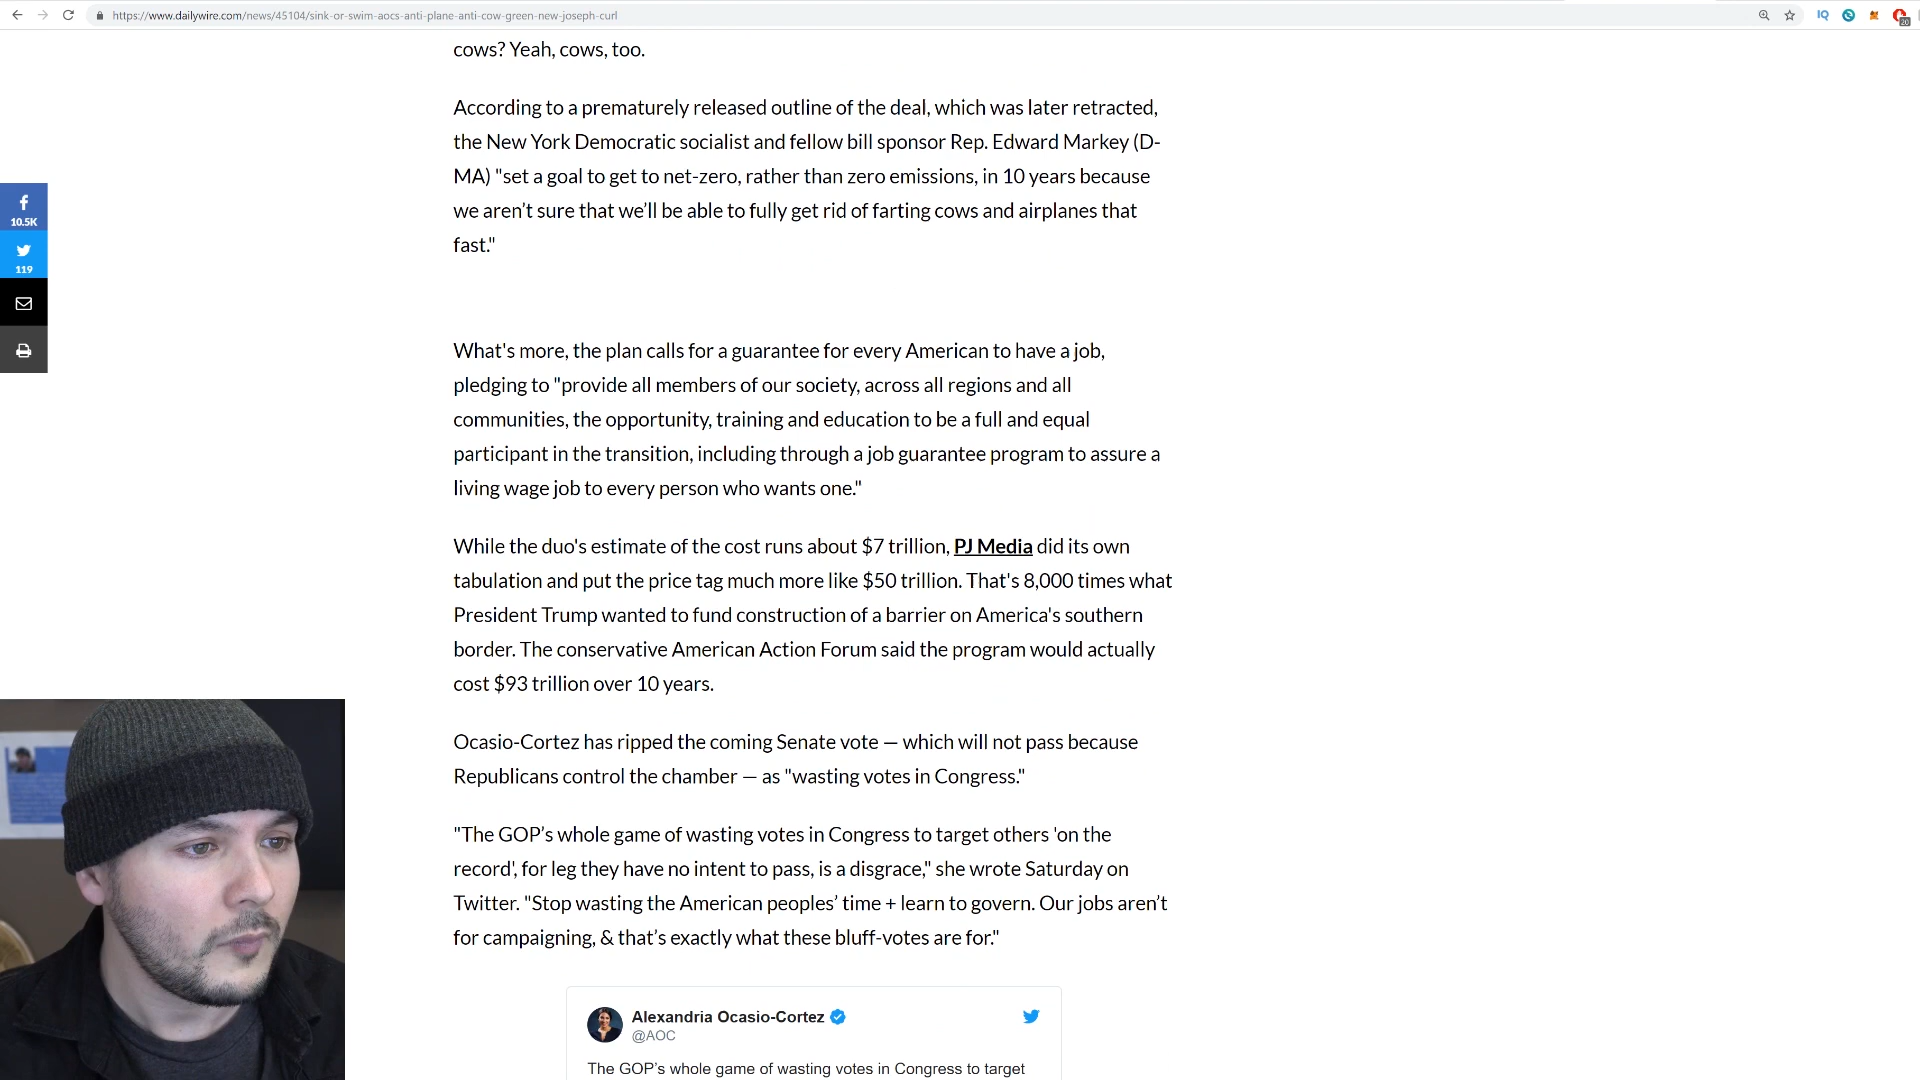 https://www.dailywire.com/news/45104/sink-or-swim-aocs-anti-plane-anti-cow-green-new-joseph-curl
IQ
20
cows? Yeah, cows, too.
According to a prematurely released outline of the deal, which was later retracted,
the New York Democratic socialist and fellow bill sponsor Rep. Edward Markey (D-
MA) "set a goal to get to net-zero, rather than zero emissions, in 10 years because
we aren’t sure that we’ll be able to fully get rid of farting cows and airplanes that
fast."
10.5K
119
What's more, the plan calls for a guarantee for every American to have a job,
pledging to "provide all members of our society, across all regions and all
communities, the opportunity, training and education to be a full and equal
participant in the transition, including through a job guarantee program to assure a
living wage job to every person who wants one."
While the duo's estimate of the cost runs about $7 trillion, PJ Media did its own
tabulation and put the price tag much more like $50 trillion. That's 8,000 times what
President Trump wanted to fund construction of a barrier on America's southern
border. The conservative American Action Forum said the program would actually
cost $93 trillion over 10 years.
Ocasio-Cortez has ripped the coming Senate vote — which will not pass because
Republicans control the chamber — as "wasting votes in Congress."
"The GOP’s whole game of wasting votes in Congress to target others 'on the
record', for leg they have no intent to pass, is a disgrace," she wrote Saturday on
Twitter. "Stop wasting the American peoples’ time + learn to govern. Our jobs aren’t
for campaigning, & that’s exactly what these bluff-votes are for."
Alexandria Ocasio-Cortez
@AOC
The GOP’s whole game of wasting votes in Congress to target